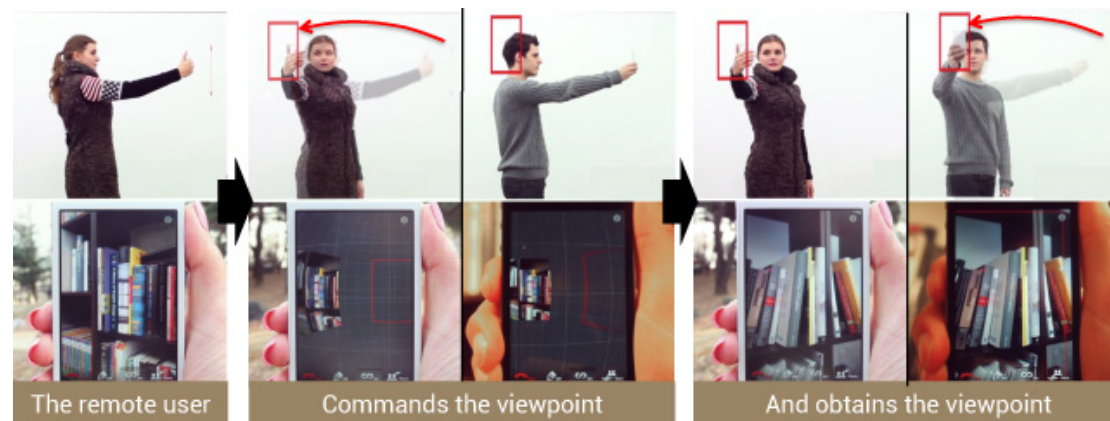 The remote user
Commands the viewpoint
And obtains the viewpoint